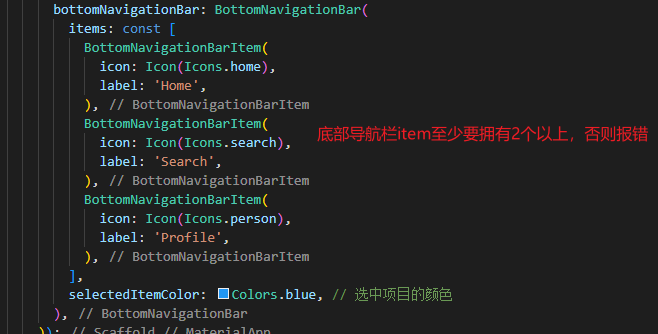 bottomNavigationBar: BottomNavigationBar(
items: const [
BottomNavigationBarItem(
icon: Icon(Icons.home),
label: 'Home',
), // BottomNavigationBarItem
BottomNavigationBarItem(
icon: Icon(Icons.search),
底部导航栏item至少要拥有2个以上，否则报错
label: 'Search',
), // BottomNavigationBarItem
BottomNavigationBarItem(
icon: Icon(Icons.person),
label: 'Profile',
), // BottomNavigationBarItem
],
selectedItemColor: Colors.blue, // 选中项目的颜色
), // BottomNavigationBar
)); // Scaffold // MaterialApp